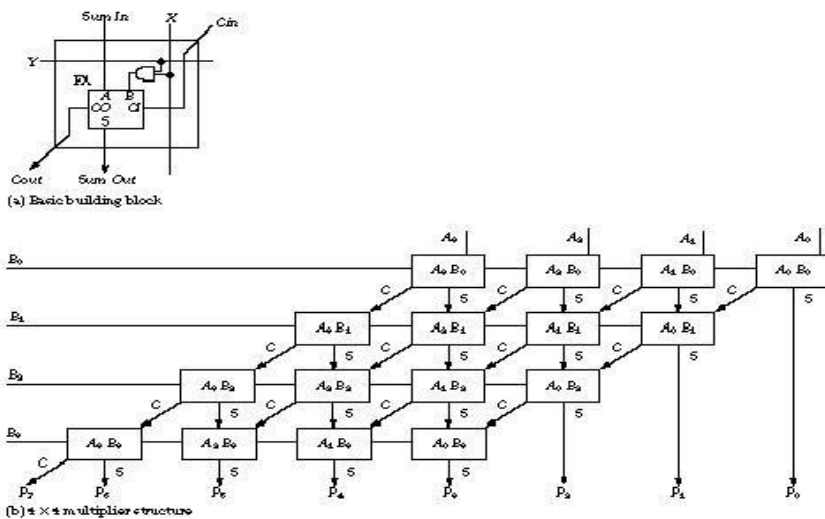 Sum In X Cin
Y
FA
A B
CO CI
S
Cout Sum Out
(a) Basic building block
A₃ A₂ A₁ A₀
B₀
A₃ B₀ A₂ B₀ A₁ B₀ A₀ B₀
C S C S C S C S
B₁
A₃ B₁ A₂ B₁ A₁ B₁ A₀ B₁
C S C S C S C S
B₂
A₃ B₂ A₂ B₂ A₁ B₂ A₀ B₂
C S C S C S C S
B₃
A₃ B₃ A₂ B₃ A₁ B₃ A₀ B₃
C S S S S
P₇ P₆ P₅ P₄ P₃ P₂ P₁ P₀
(b) 4 × 4 multiplier structure